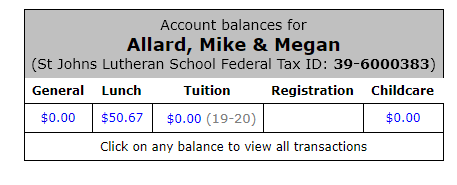 Account balances for
Allard, Mike & Megan
(St Johns Lutheran School Federal Tax ID: 39-6000383)
General Lunch Tuition Registration Childcare
$0.00 $50.67 $0.00 (19-20) $0.00
Click on any balance to view all transactions